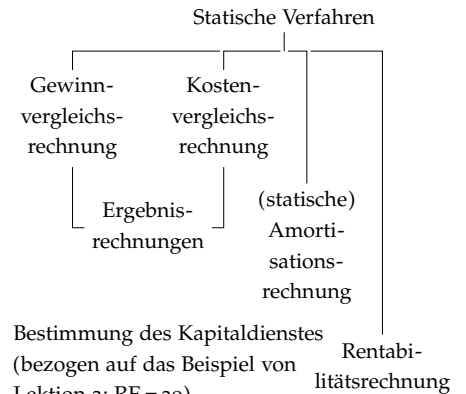 Statische Verfahren
Gewinn-
vergleichs-
rechnung
Kosten-
vergleichs-
rechnung
Ergebnis-
rechnungen
(statische)
Amorti-
sations-
rechnung
Rentabi-
litätsrechnung
Bestimmung des Kapitaldienstes
(bezogen auf das Beispiel von